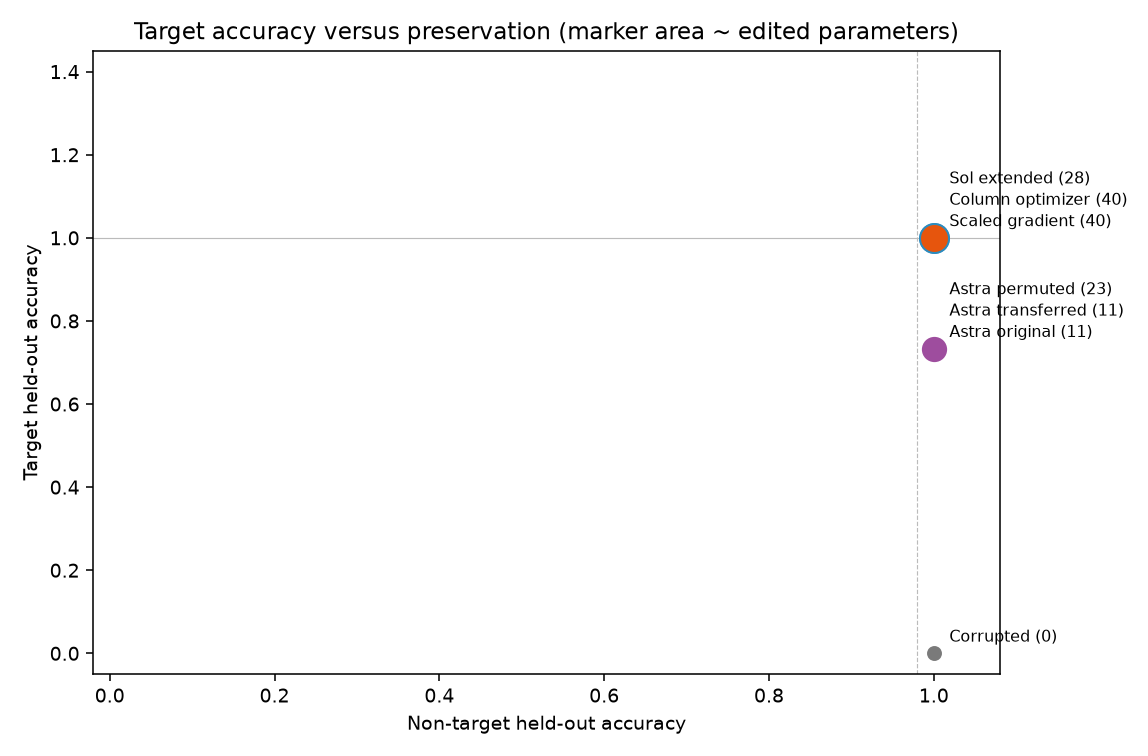 Target accuracy versus preservation (marker area ~ edited parameters)
1.4
1.2
1.0
0.8
0.6
0.4
0.2
0.0
Target held-out accuracy
Sol extended (28)
Column optimizer (40)
Scaled gradient (40)
Astra permuted (23)
Astra transferred (11)
Astra original (11)
Corrupted (0)
0.0 0.2 0.4 0.6 0.8 1.0
Non-target held-out accuracy